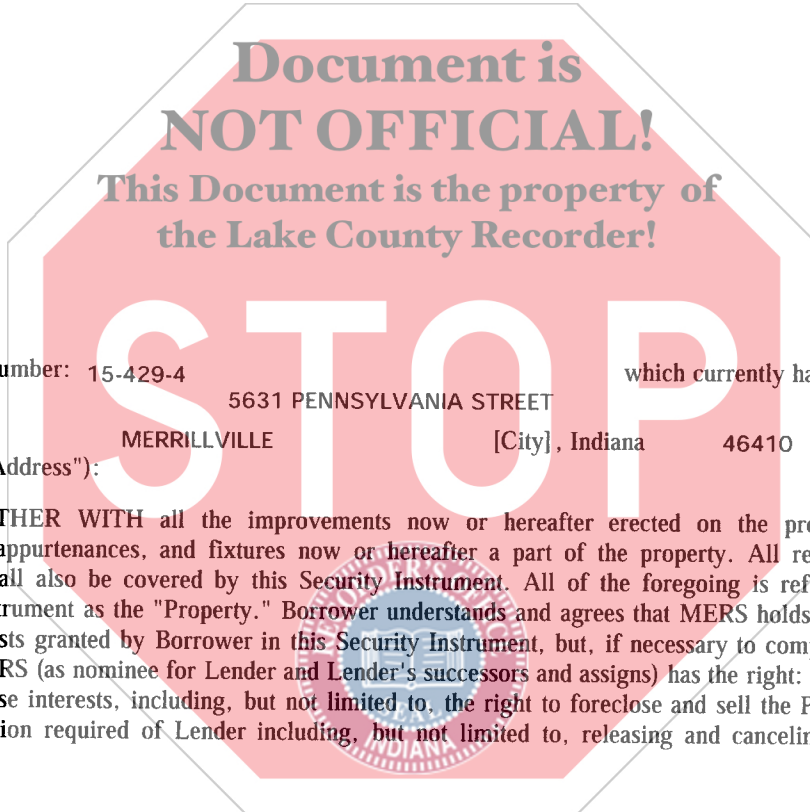 Document is
NOT OFFICIAL!
This Document is the property of
the Lake County Recorder!
STOP
umber: 15-429-4 which currently ha
5631 PENNSYLVANIA STREET
MERRILLVILLE [City], Indiana 46410
Address"):
THER WITH all the improvements now or hereafter erected on the pro
appurtenances, and fixtures now or hereafter a part of the property. All re
all also be covered by this Security Instrument. All of the foregoing is ref
trument as the "Property." Borrower understands and agrees that MERS holds
sts granted by Borrower in this Security Instrument, but, if necessary to com
RS (as nominee for Lender and Lender's successors and assigns) has the right:
se interests, including, but not limited to, the right to foreclose and sell the P
ion required of Lender including, but not limited to, releasing and cancelin
SEAL
INDIANA